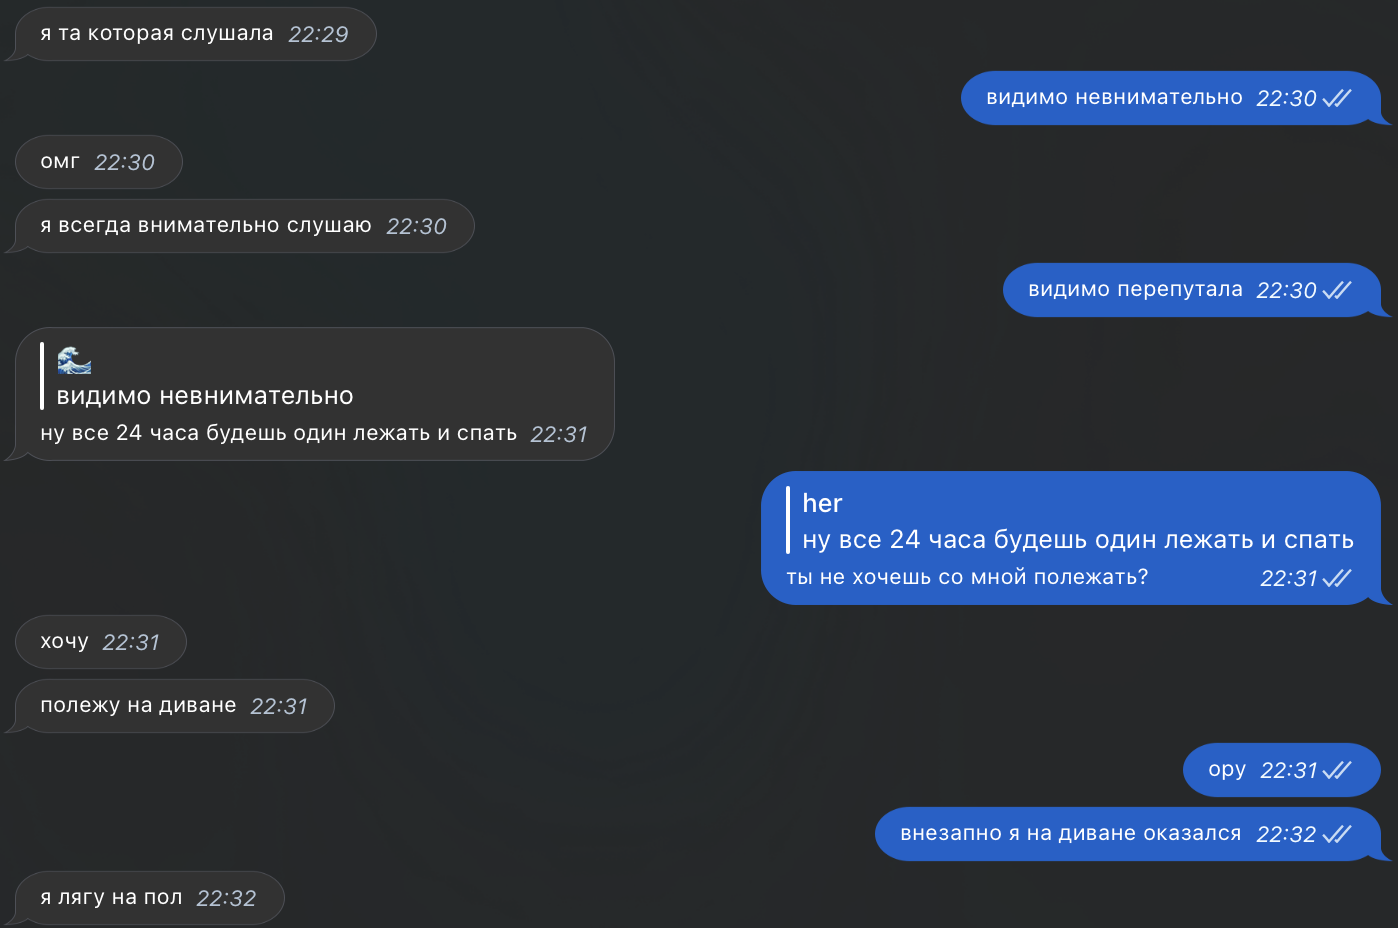 я та которая слушала 22:29
видимо невнимательно 22:30
омг 22:30
я всегда внимательно слушаю 22:30
видимо перепутала 22:30
🌊
видимо невнимательно
ну все 24 часа будешь один лежать и спать 22:31
her
ну все 24 часа будешь один лежать и спать
ты не хочешь со мной полежать? 22:31
хочу 22:31
полежу на диване 22:31
ору 22:31
внезапно я на диване оказался 22:32
я лягу на пол 22:32